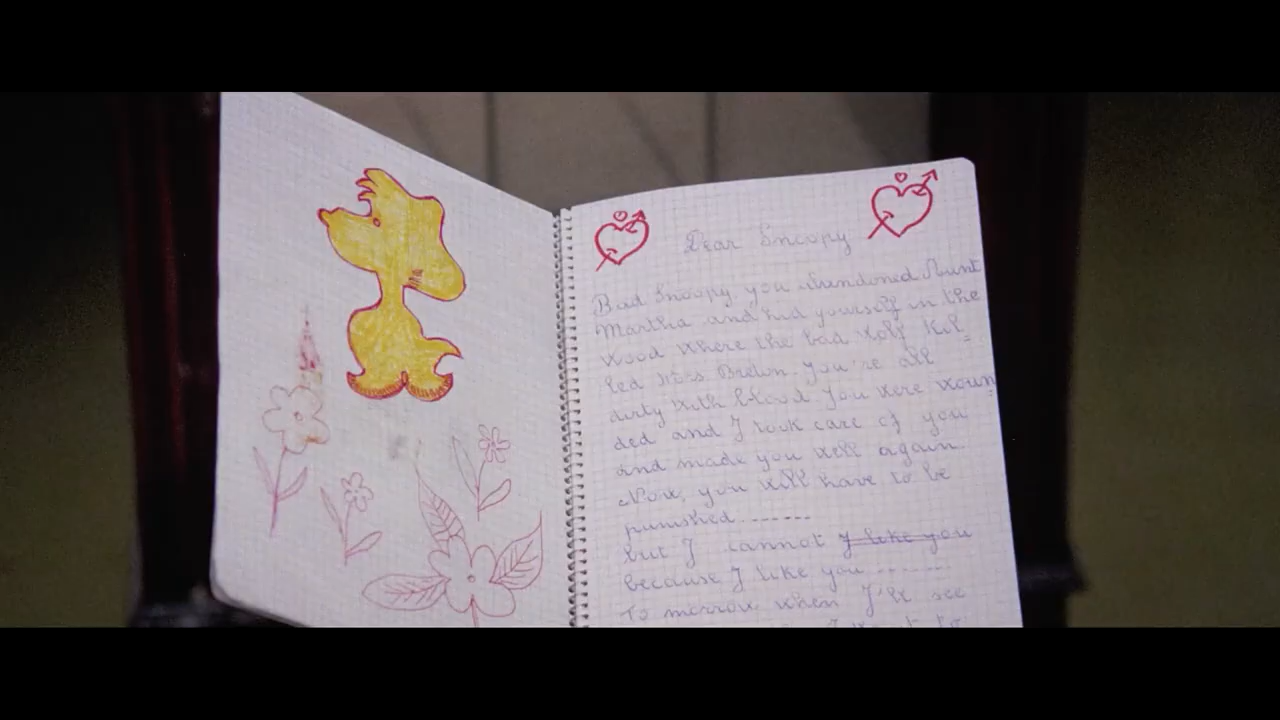 Dear Snoopy
Bad Snoopy. you abandoned Aunt
Martha and hid yourself in the
wood where the bad wolf kil=
led Mrs Breton. you're all
dirty with blood you were woun
ded and I took care of you
and made you well again.
Now, you will have to be
punished.------
but I cannot I like you
because I like you -------
To morrow when I'll see
to